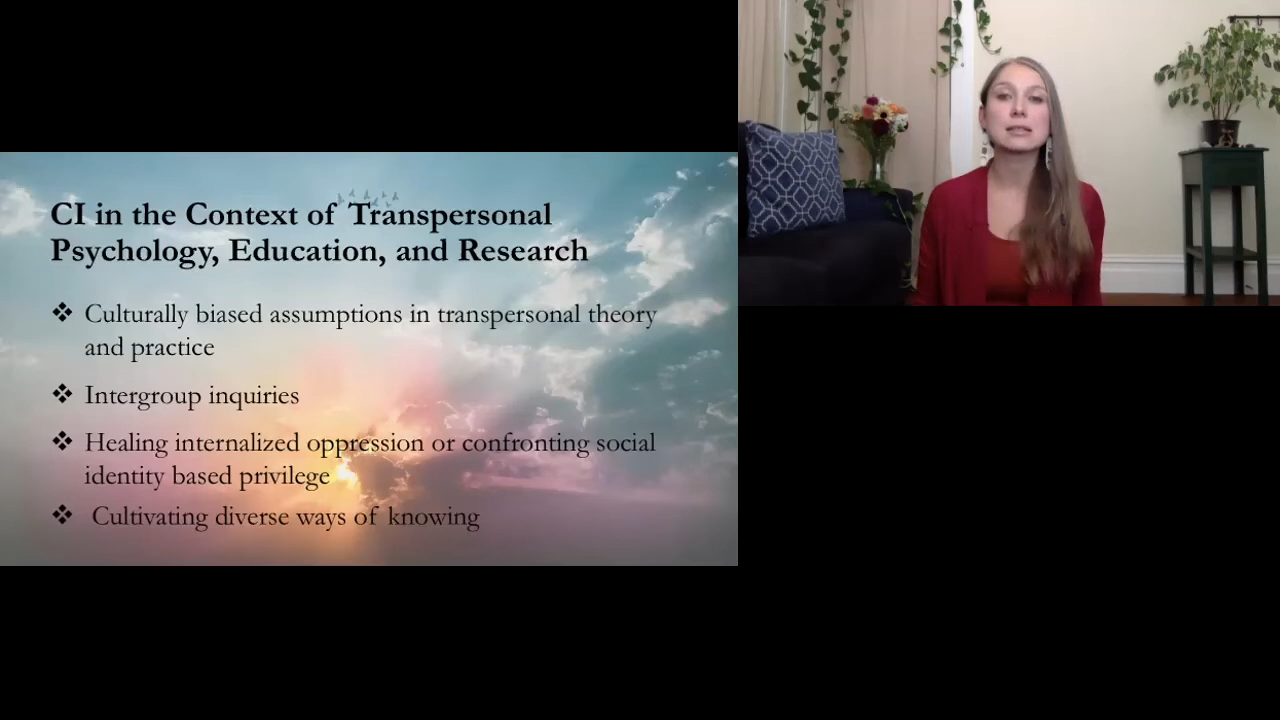 CI in the Context of Transpersonal
Psychology, Education, and Research
❖ Culturally biased assumptions in transpersonal theory
and practice
❖ Intergroup inquiries
❖ Healing internalized oppression or confronting social
identity based privilege
❖ Cultivating diverse ways of knowing